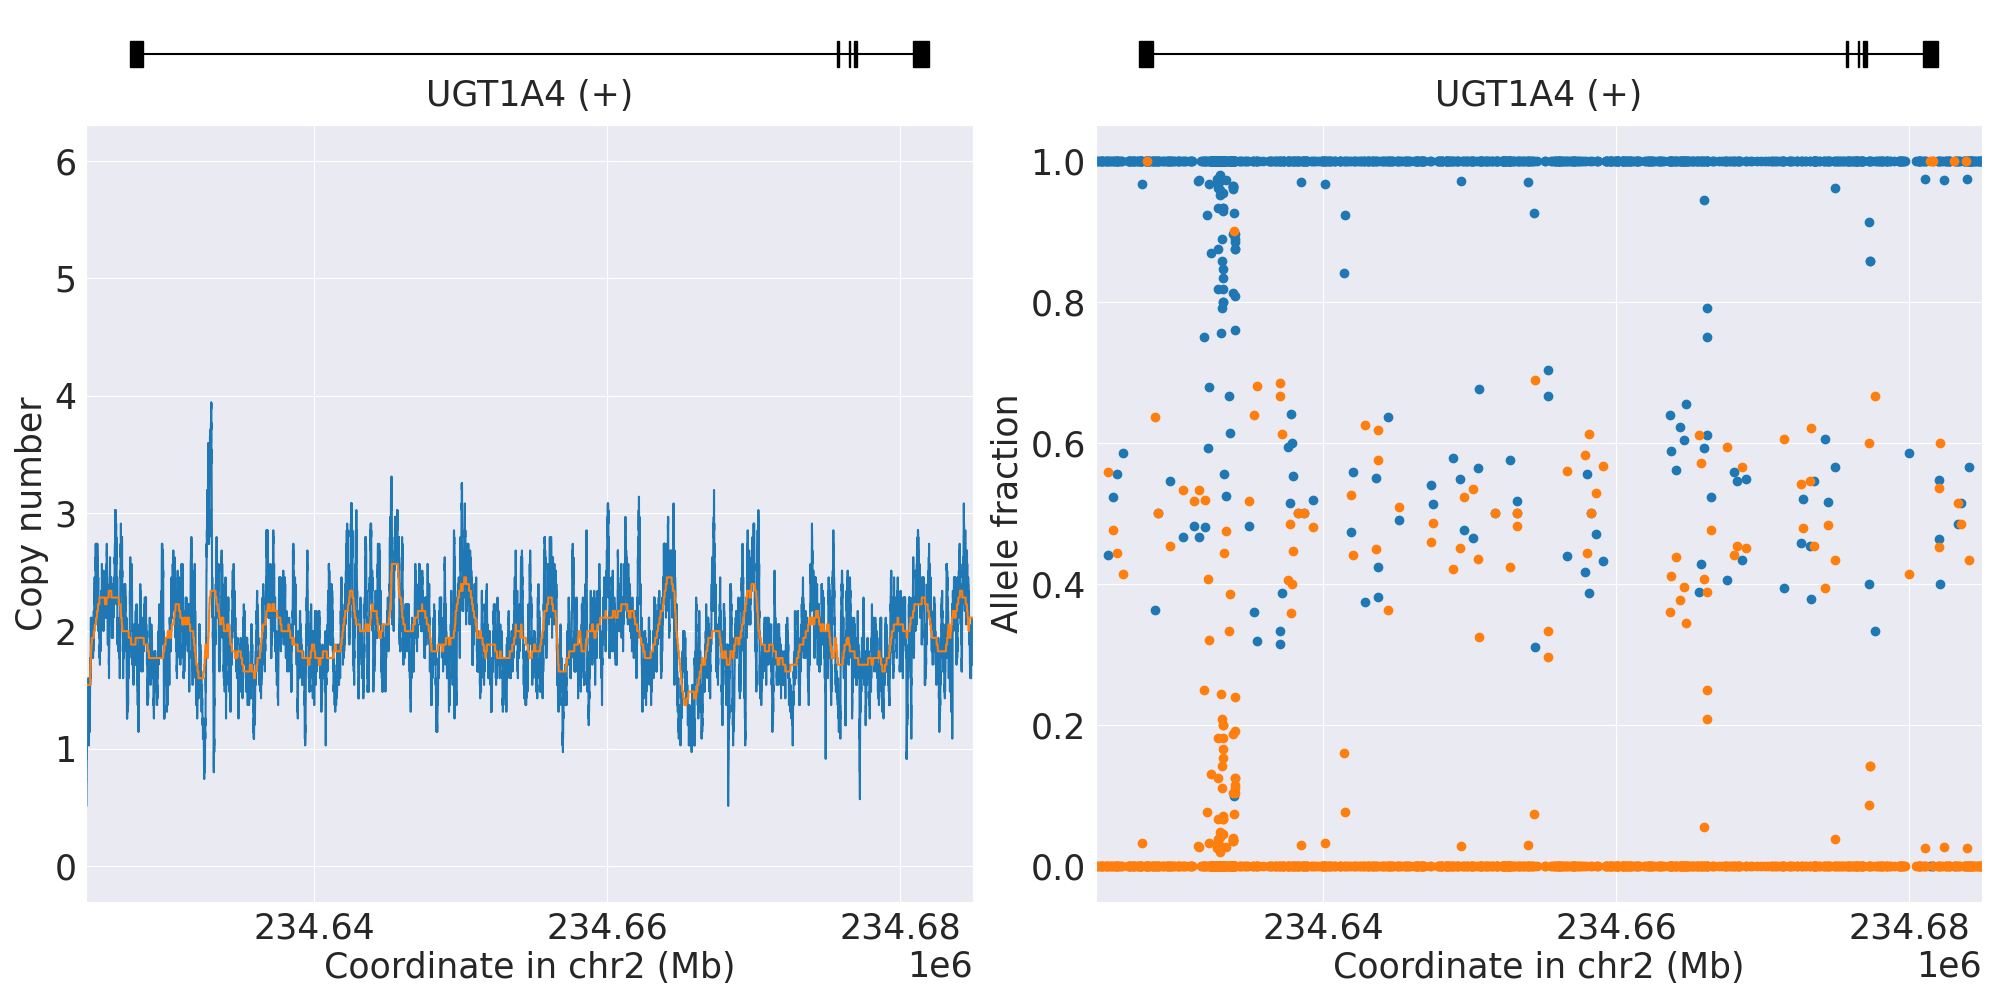 UGT1A4 (+)
6
5
4
3
2
1
0
Copy number
234.64
234.66
234.68
Coordinate in chr2 (Mb)
1e6
UGT1A4 (+)
1.0
0.8
0.6
0.4
0.2
0.0
Allele fraction
234.64
234.66
234.68
Coordinate in chr2 (Mb)
1e6